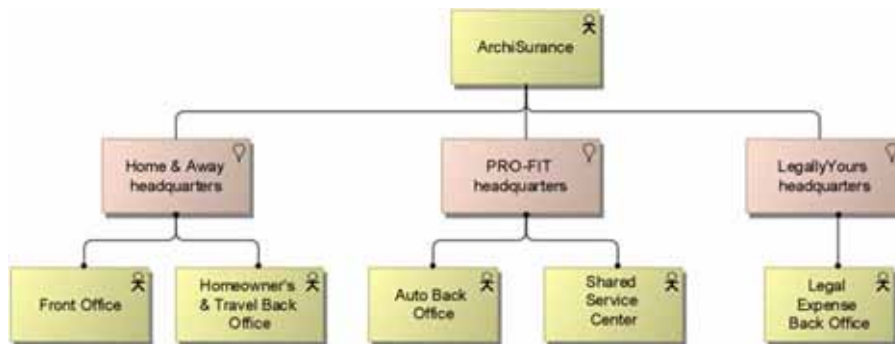 ArchiSurance
Home & Away
headquarters
PRO-FIT
headquarters
LegallyYours
headquarters
Front Office
Homeowner's
& Travel Back
Office
Auto Back
Office
Shared
Service
Center
Legal
Expense
Back Office